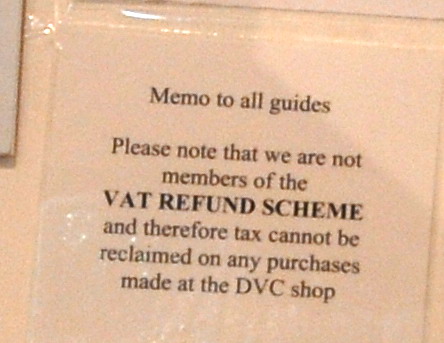 Memo to all guides
Please note that we are not
members of the
VAT REFUND SCHEME
and therefore tax cannot be
reclaimed on any purchases
made at the DVC shop